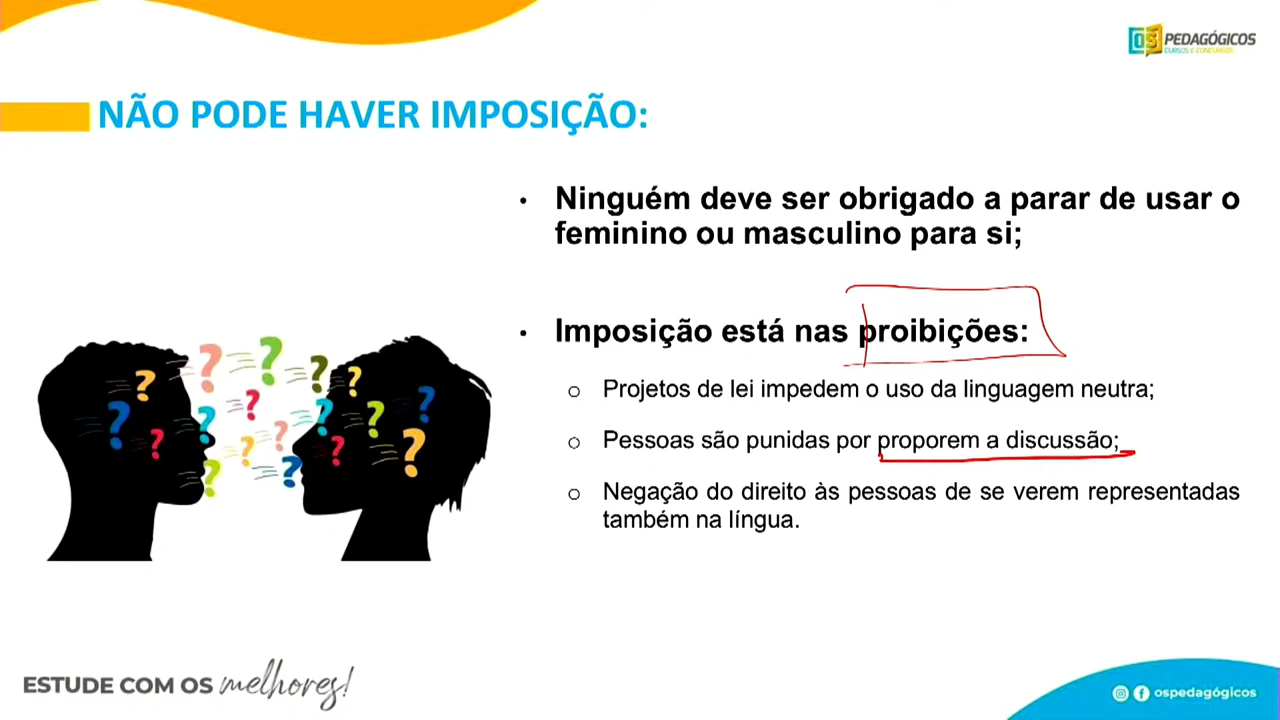 OS PEDAGÓGICOS
CURSOS E CONCURSOS
NÃO PODE HAVER IMPOSIÇÃO:
• Ninguém deve ser obrigado a parar de usar o
feminino ou masculino para si;
• Imposição está nas proibições:
o Projetos de lei impedem o uso da linguagem neutra;
o Pessoas são punidas por proporem a discussão;
o Negação do direito às pessoas de se verem representadas
também na língua.
ESTUDE COM OS melhores!
ospedagógicos